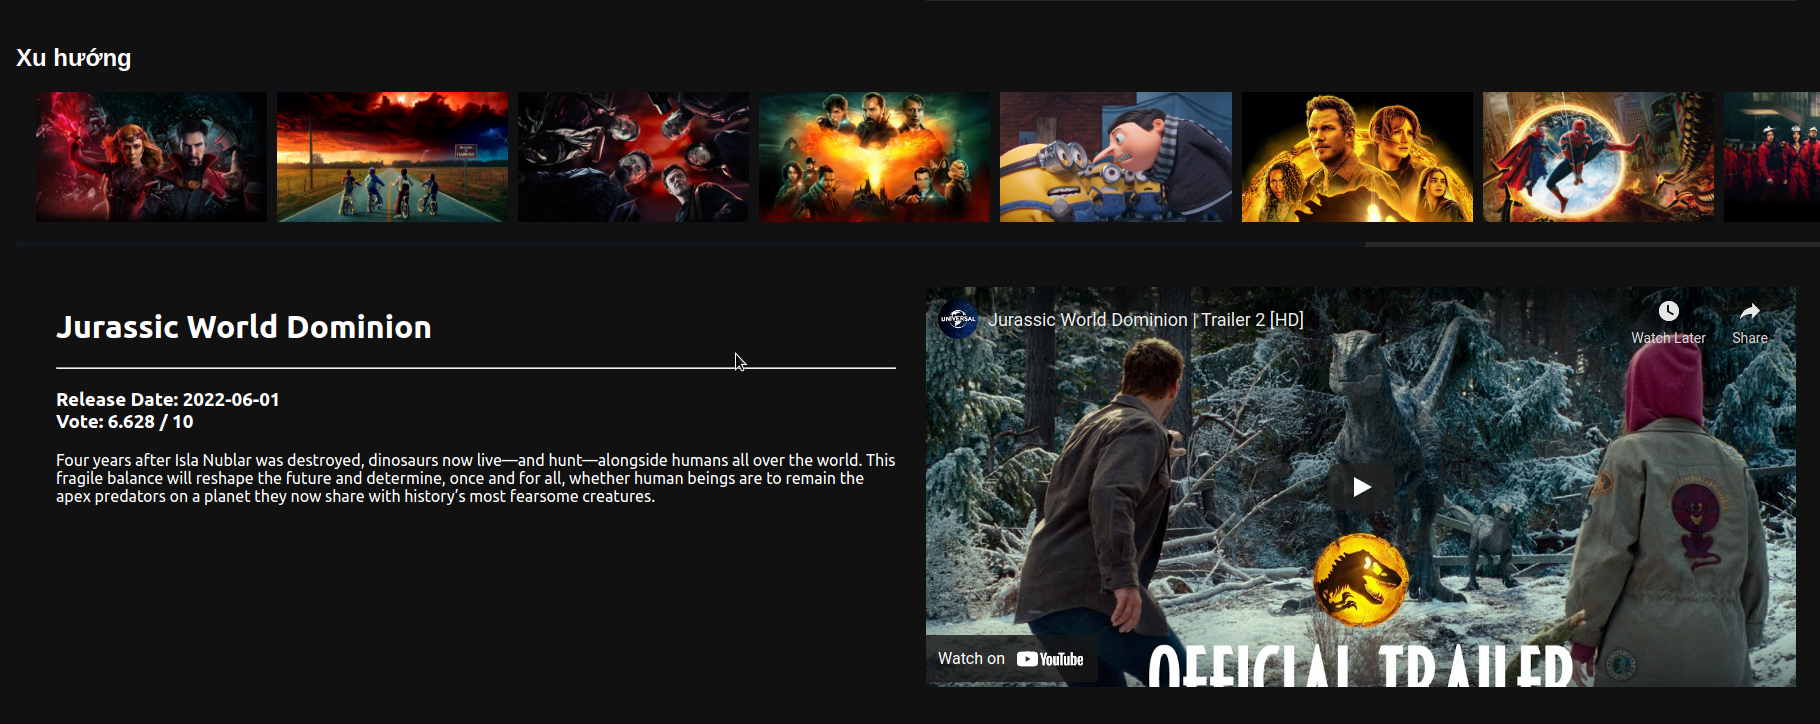 Xu hướng
Jurassic World Dominion
Release Date: 2022-06-01
Vote: 6.628 / 10
Four years after Isla Nublar was destroyed, dinosaurs now live—and hunt—alongside humans all over the world. This
fragile balance will reshape the future and determine, once and for all, whether human beings are to remain the
apex predators on a planet they now share with history’s most fearsome creatures.
UNIVERSAL
Jurassic World Dominion | Trailer 2 [HD]
Watch Later
Share
Watch on YouTube
OFFICIAL TRAILER